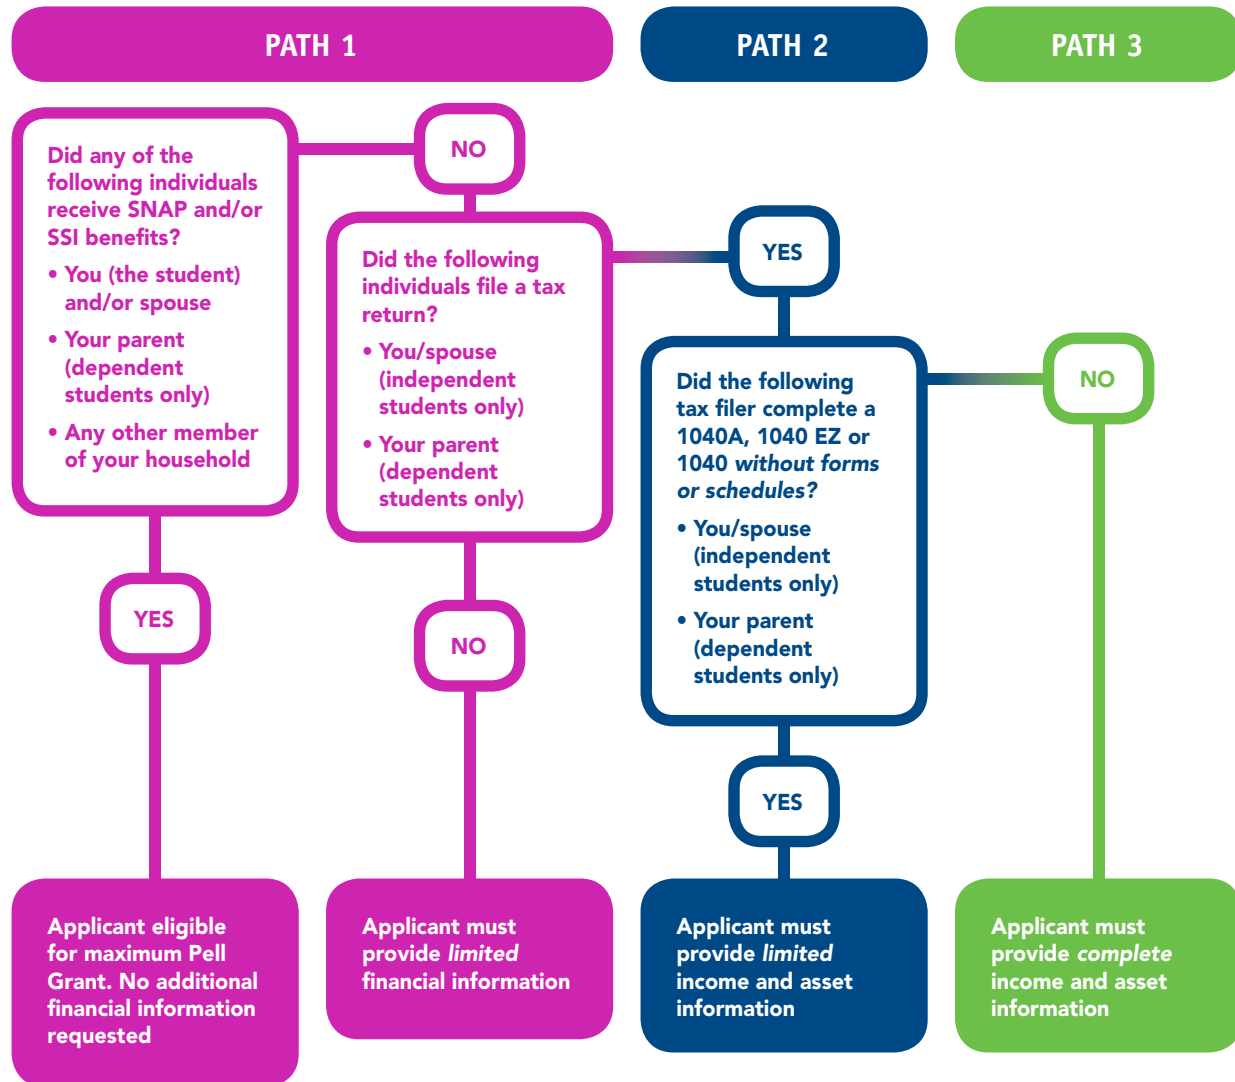 PATH 1
PATH 2
PATH 3
Did any of the
following individuals
receive SNAP and/or
SSI benefits?
• You (the student)
and/or spouse
• Your parent
(dependent
students only)
• Any other member
of your household
NO
Did the following
individuals file a tax
return?
• You/spouse
(independent
students only)
• Your parent
(dependent
students only)
YES
Did the following
tax filer complete a
1040A, 1040 EZ or
1040 without forms
or schedules?
• You/spouse
(independent
students only)
• Your parent
(dependent
students only)
NO
YES
NO
YES
Applicant eligible
for maximum Pell
Grant. No additional
financial information
requested
Applicant must
provide limited
financial information
Applicant must
provide limited
income and asset
information
Applicant must
provide complete
income and asset
information